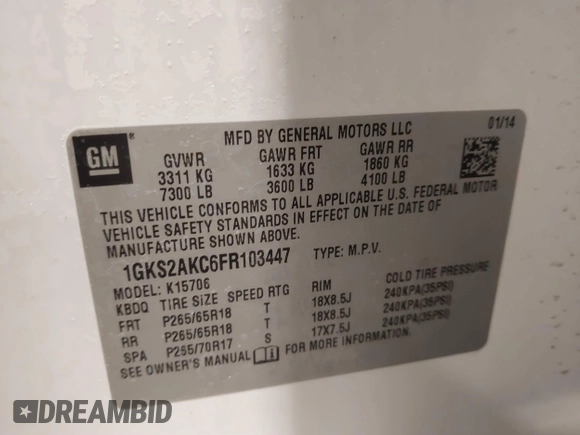 GM
MFD BY GENERAL MOTORS LLC 01/14
GVWR GAWR FRT GAWR RR
3311 KG 1633 KG 1860 KG
7300 LB 3600 LB 4100 LB
THIS VEHICLE CONFORMS TO ALL APPLICABLE U.S. FEDERAL MOTOR
VEHICLE SAFETY STANDARDS IN EFFECT ON THE DATE OF
MANUFACTURE SHOWN ABOVE.
1GKS2AKC6FR103447 TYPE: M.P.V.
MODEL: K15706
KBDQ TIRE SIZE SPEED RTG RIM COLD TIRE PRESSURE
FRT P265/65R18 T 18X8.5J 240KPA(35PSI)
RR P265/65R18 T 18X8.5J 240KPA(35PSI)
SPA P255/70R17 S 17X7.5J 240KPA(35PSI)
SEE OWNER'S MANUAL FOR MORE INFORMATION.
DREAMBID